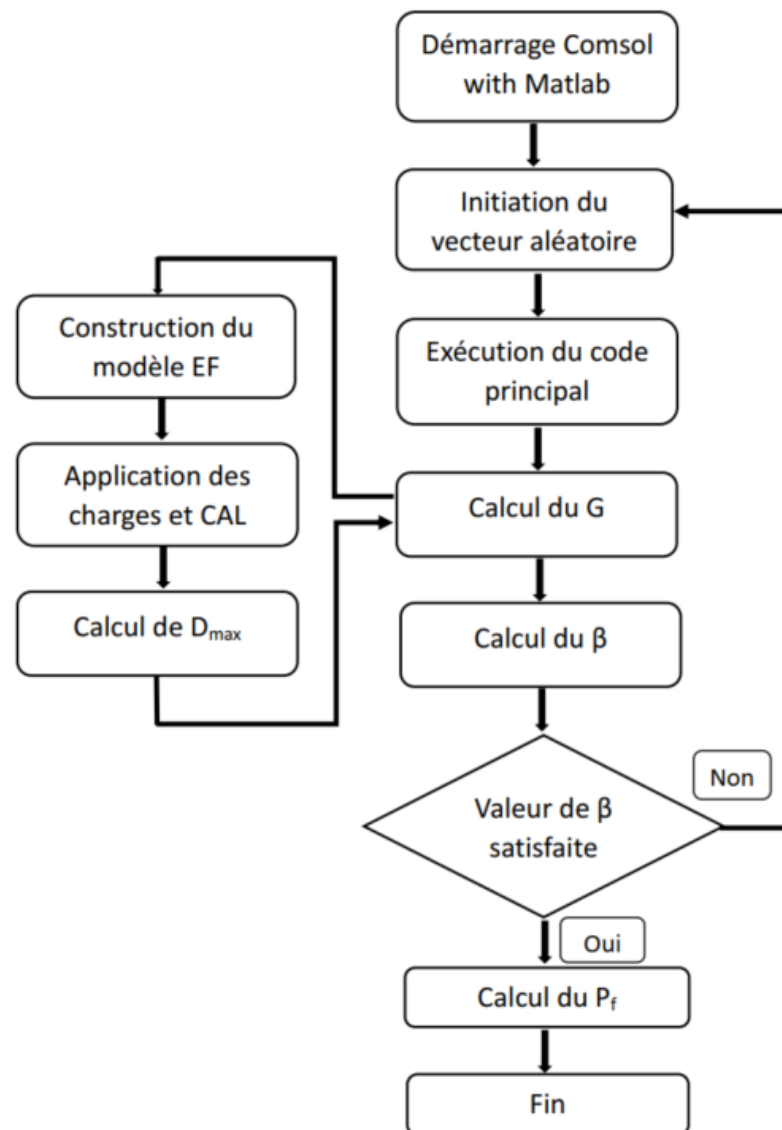 Démarrage Comsol
with Matlab
Initiation du
vecteur aléatoire
Construction du
modèle EF
Exécution du code
principal
Application des
charges et CAL
Calcul du G
Calcul de Dmax
Calcul du β
Valeur de β
satisfaite
Non
Oui
Calcul du Pf
Fin